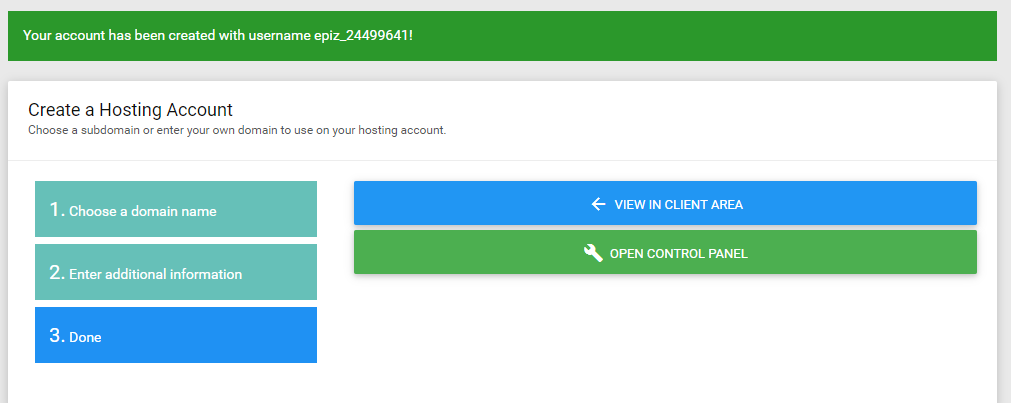 Your account has been created with username epiz_24499641!
Create a Hosting Account
Choose a subdomain or enter your own domain to use on your hosting account.
1. Choose a domain name
2. Enter additional information
3. Done
VIEW IN CLIENT AREA
OPEN CONTROL PANEL